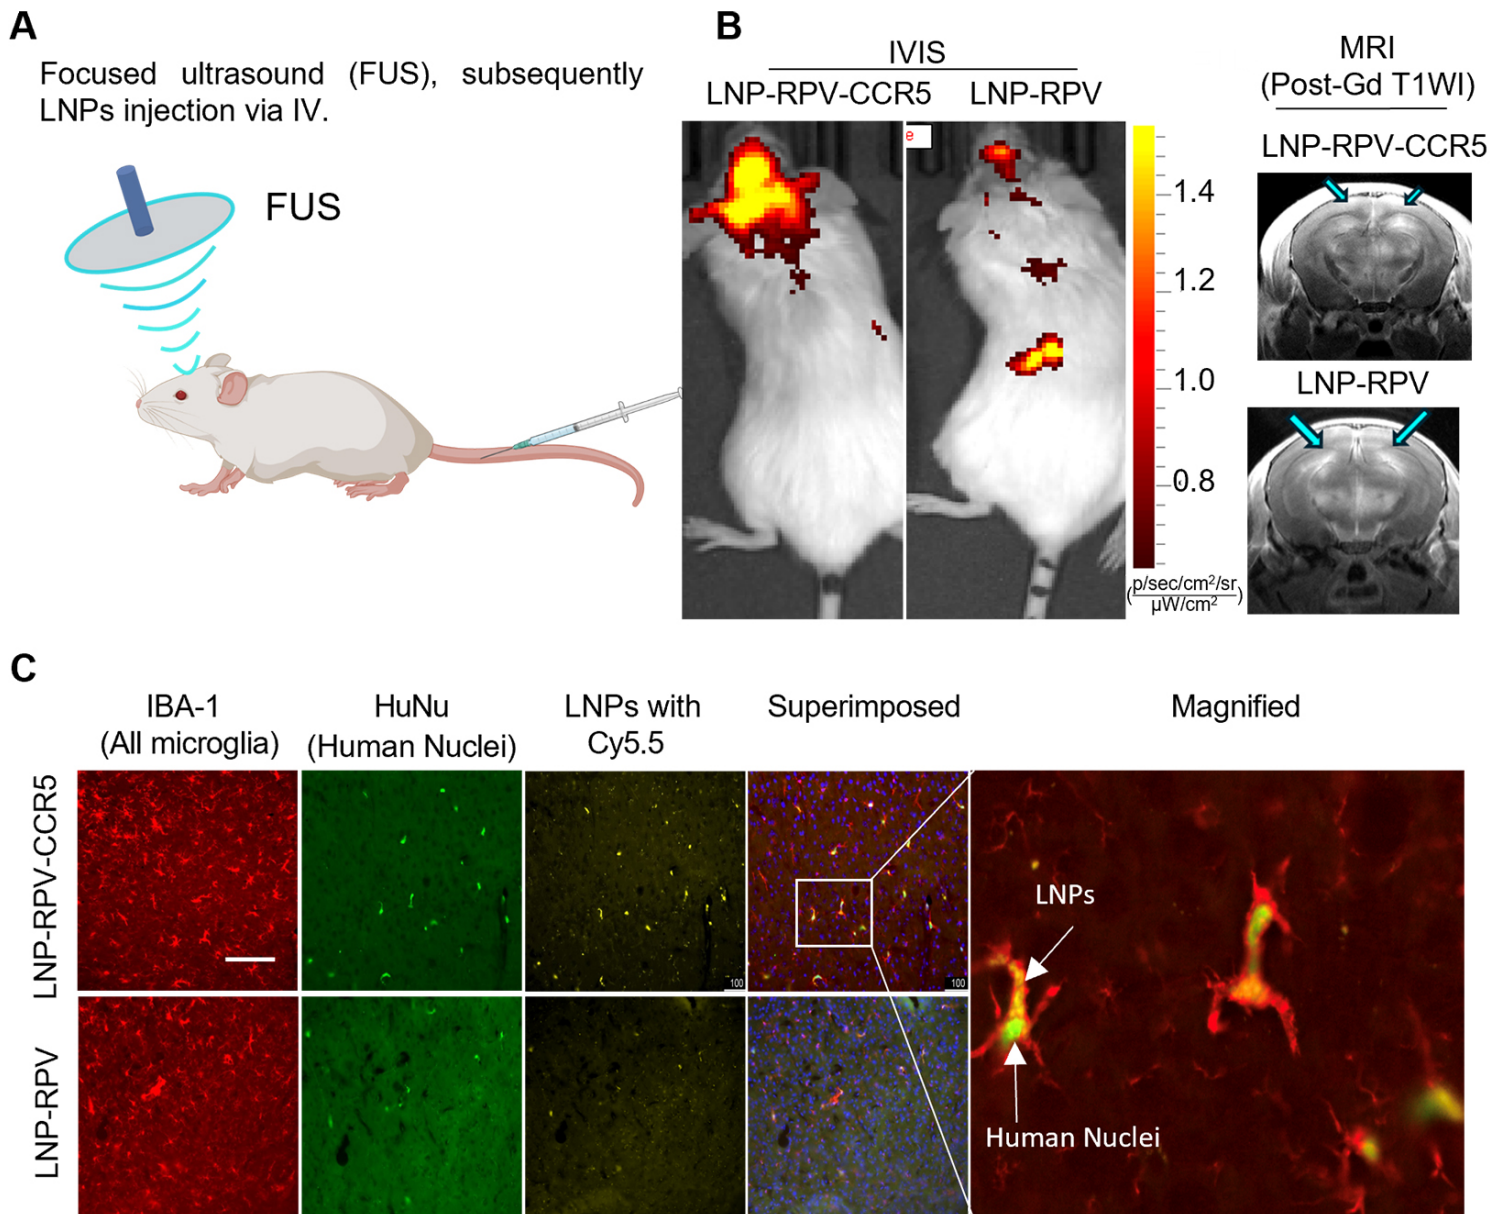 A
Focused ultrasound (FUS), subsequently
LNPs injection via IV.
FUS
B
IVIS
LNP-RPV-CCR5 LNP-RPV
e
1.4
1.2
1.0
0.8
(p/sec/cm²/sr
µW/cm²)
MRI
(Post-Gd T1WI)
LNP-RPV-CCR5
LNP-RPV
C
IBA-1
(All microglia)
HuNu
(Human Nuclei)
LNPs with
Cy5.5
Superimposed
Magnified
LNP-RPV-CCR5
LNP-RPV
100
100
LNPs
Human Nuclei